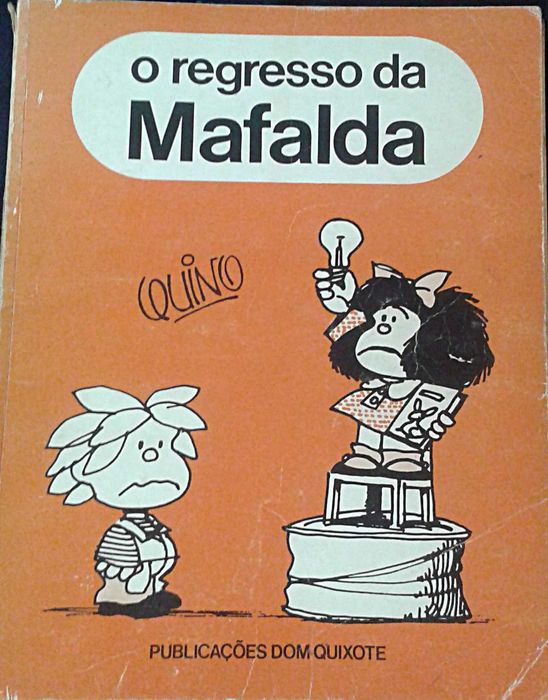 o regresso da
Mafalda
QUINO
PUBLICAÇÕES DOM QUIXOTE